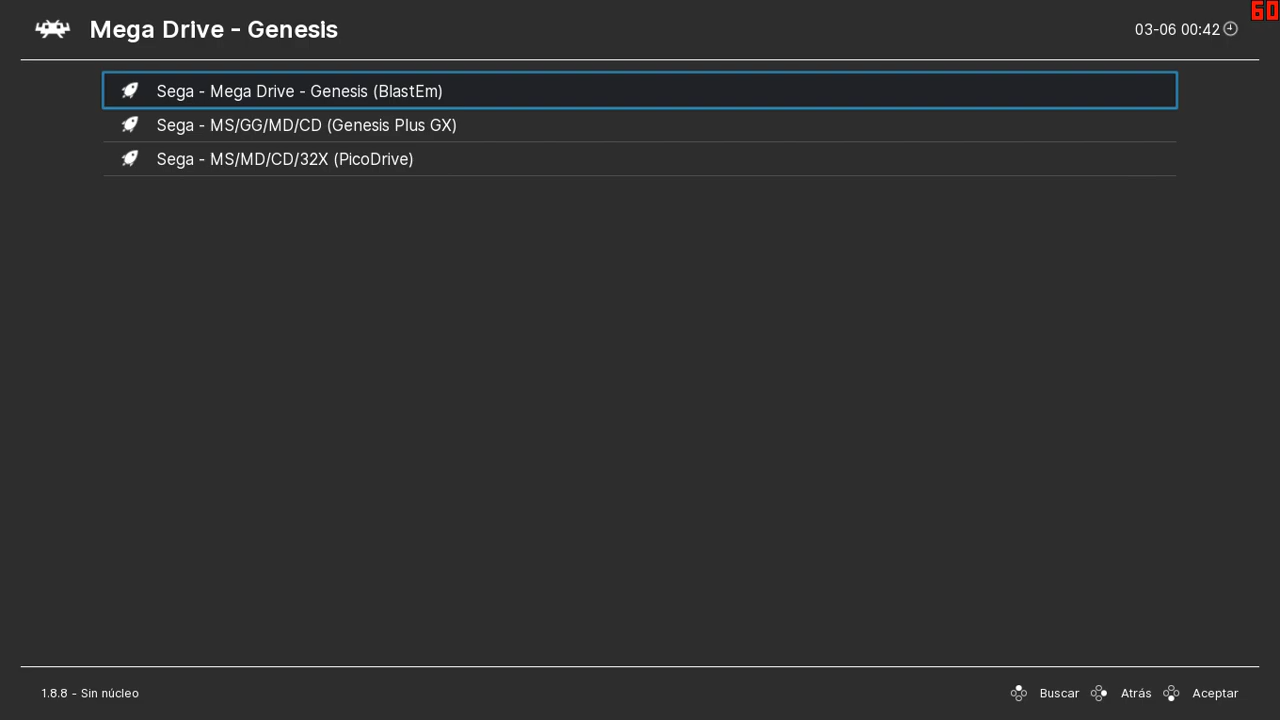 Mega Drive - Genesis
03-06 00:42
60
Sega - Mega Drive - Genesis (BlastEm)
Sega - MS/GG/MD/CD (Genesis Plus GX)
Sega - MS/MD/CD/32X (PicoDrive)
1.8.8 - Sin núcleo
Buscar
Atrás
Aceptar